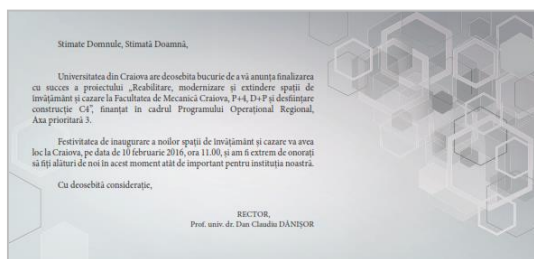 Stimate Domnule, Stimată Doamnă,
Universitatea din Craiova are deosebita bucurie de a vă anunța finalizarea
cu succes a proiectului „Reabilitare, modernizare și extindere spații de
învățământ și cazare la Facultatea de Mecanică Craiova, P+4, D+P și desființare
construcție C4”, finanțat în cadrul Programului Operațional Regional,
Axa prioritară 3.
Festivitatea de inaugurare a noilor spații de învățământ și cazare va avea
loc la Craiova, pe data de 10 februarie 2016, ora 11.00, și am fi extrem de onorați
să fiți alături de noi în acest moment atât de important pentru instituția noastră.
Cu deosebită considerație,
RECTOR,
Prof. univ. dr. Dan Claudiu DĂNIȘOR